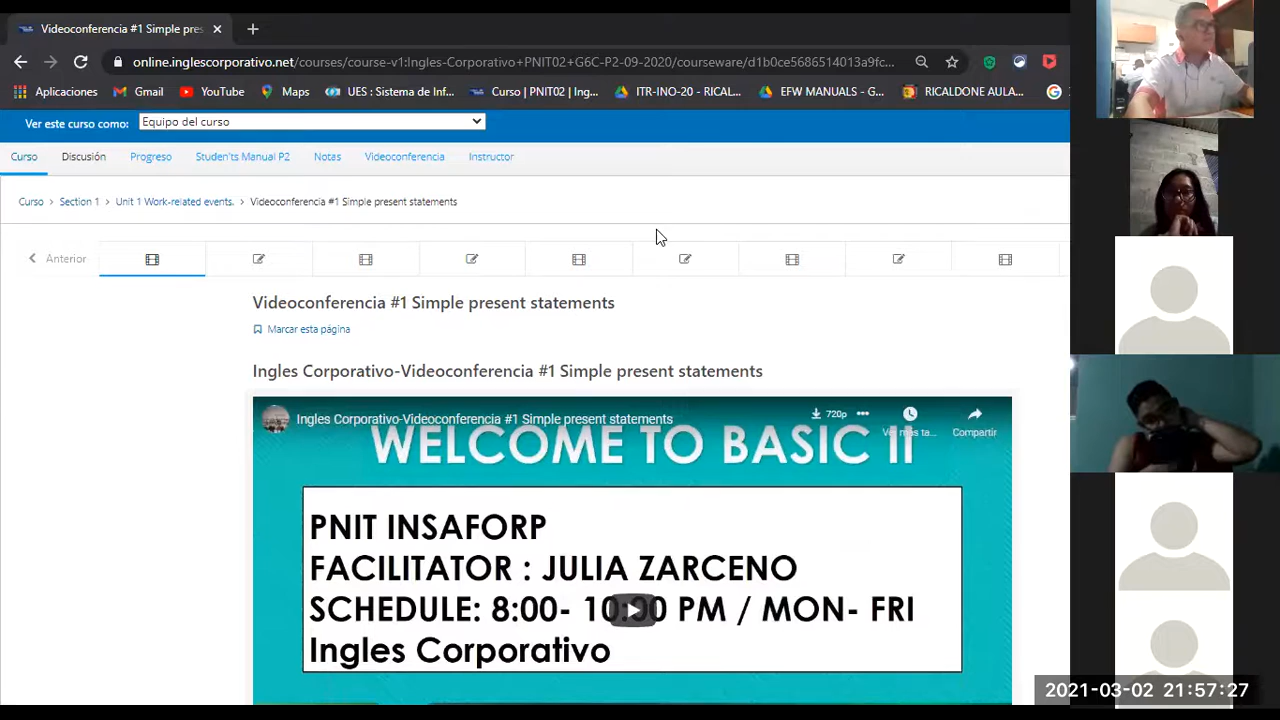 Videoconferencia #1 Simple pres
online.inglescorporativo.net/courses/course-v1:Ingles-Corporativo+PNIT02+G6C-P2-09-2020/courseware/d1b0ce5686514013a9fc...
Aplicaciones Gmail YouTube Maps UES : Sistema de Inf... Curso | PNIT02 | Ing... ITR-INO-20 - RICAL... EFW MANUALS - G... RICALDONE AULA...
Ver este curso como: Equipo del curso
Curso Discusión Progreso Studen'ts Manual P2 Notas Videoconferencia Instructor
Curso > Section 1 > Unit 1 Work-related events. > Videoconferencia #1 Simple present statements
Anterior
Videoconferencia #1 Simple present statements
Marcar esta página
Ingles Corporativo-Videoconferencia #1 Simple present statements
Ingles Corporativo-Videoconferencia #1 Simple present statements
720p
Ver más ta...
Compartir
WELCOME TO BASIC II
PNIT INSAFORP
FACILITATOR : JULIA ZARCENO
SCHEDULE: 8:00- 10:00 PM / MON- FRI
Ingles Corporativo
2021-03-02 21:57:27